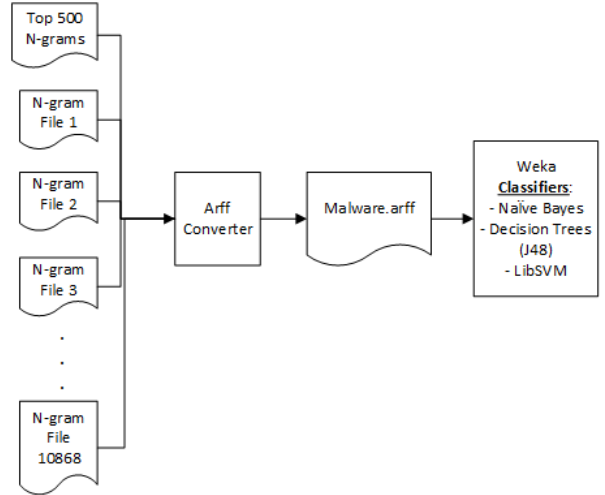 Top 500
N-grams
N-gram
File 1
N-gram
File 2
N-gram
File 3
.
.
.
N-gram
File
10868
Arff
Converter
Malware.arff
Weka
Classifiers:
- Naïve Bayes
- Decision Trees
(J48)
- LibSVM